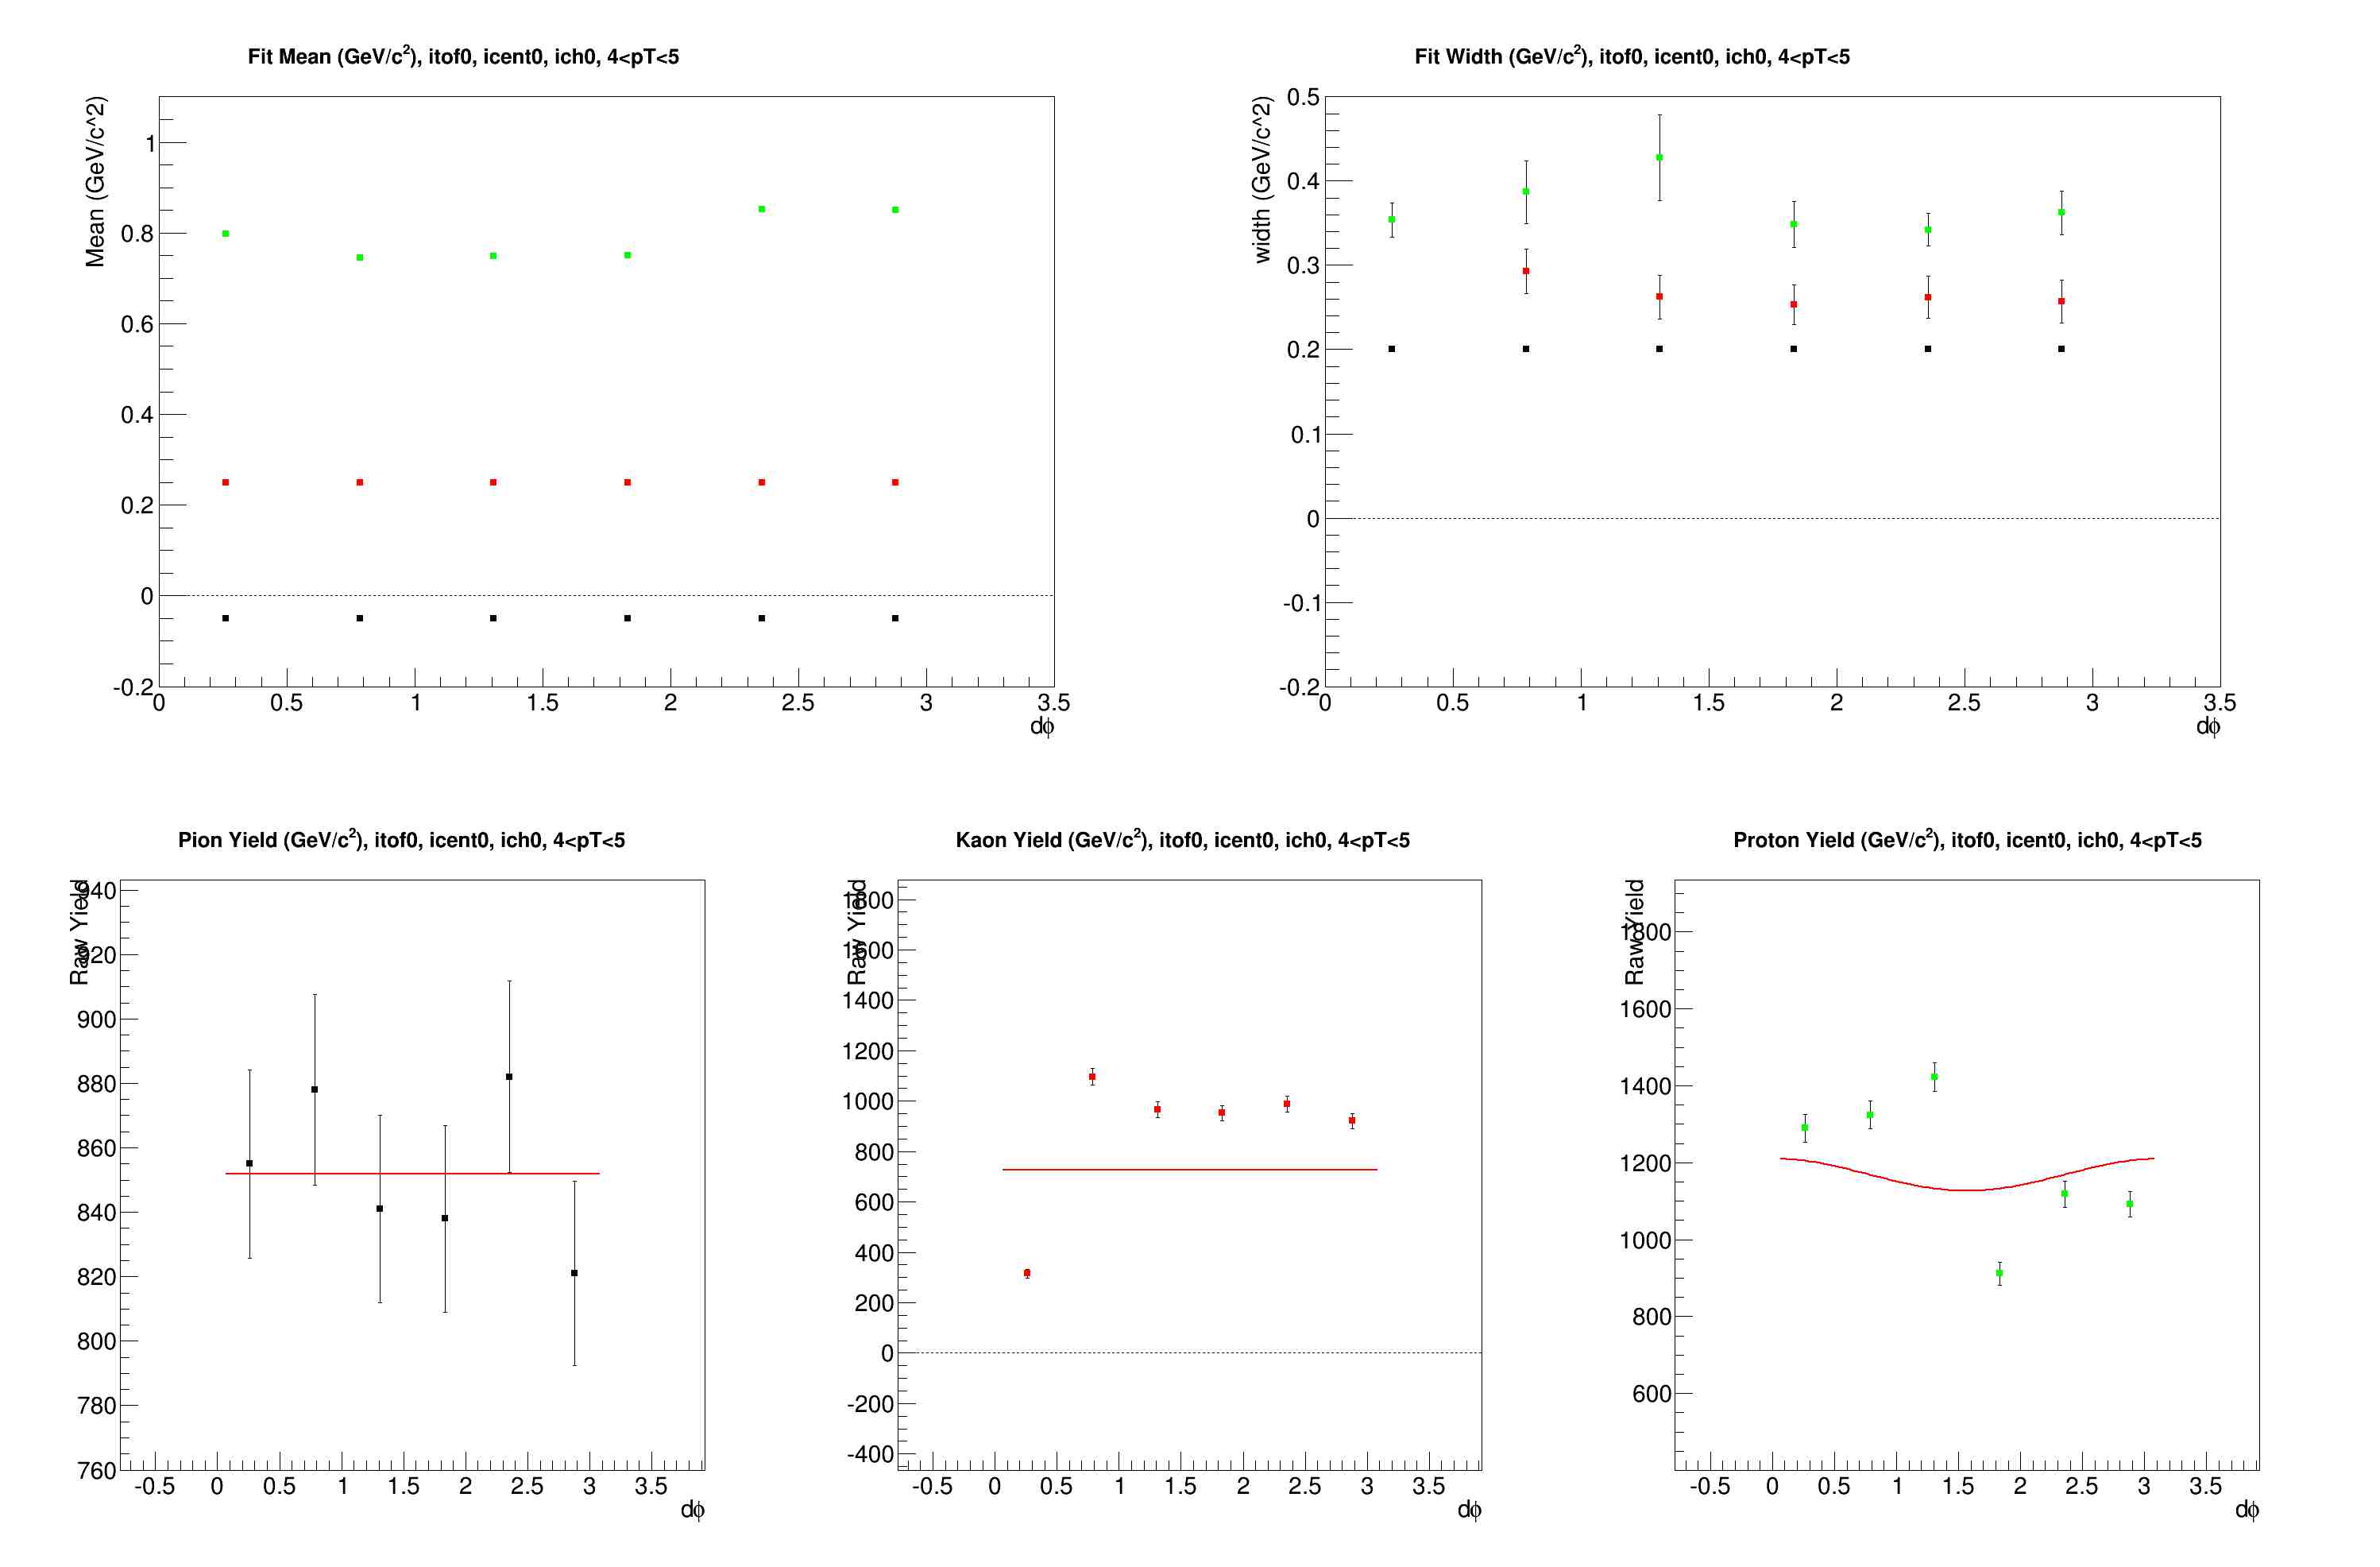 Fit Mean (GeV/c²), itof0, icent0, ich0, 4<pT<5
Mean (GeV/c^2)
1
0.8
0.6
0.4
0.2
0
-0.2
0 0.5 1 1.5 2 2.5 3 3.5
dϕ
Fit Width (GeV/c²), itof0, icent0, ich0, 4<pT<5
width (GeV/c^2)
0.5
0.4
0.3
0.2
0.1
0
-0.1
-0.2
0 0.5 1 1.5 2 2.5 3 3.5
dϕ
Pion Yield (GeV/c²), itof0, icent0, ich0, 4<pT<5
Raw Yield
940
920
900
880
860
840
820
800
780
760
-0.5 0 0.5 1 1.5 2 2.5 3 3.5
dϕ
Kaon Yield (GeV/c²), itof0, icent0, ich0, 4<pT<5
Raw Yield
1800
1600
1400
1200
1000
800
600
400
200
0
-200
-400
-0.5 0 0.5 1 1.5 2 2.5 3 3.5
dϕ
Proton Yield (GeV/c²), itof0, icent0, ich0, 4<pT<5
Raw Yield
1800
1600
1400
1200
1000
800
600
-0.5 0 0.5 1 1.5 2 2.5 3 3.5
dϕ